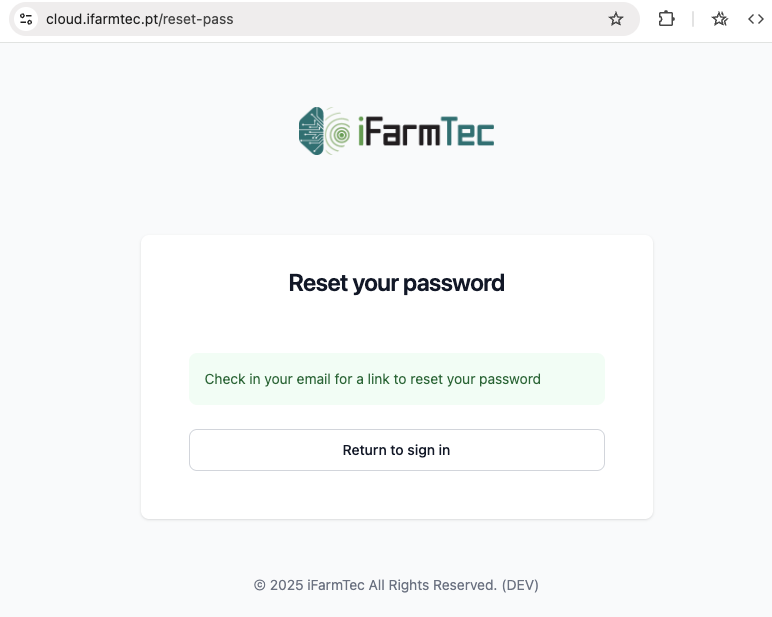 cloud.ifarmtec.pt/reset-pass
iFarmTec
Reset your password
Check in your email for a link to reset your password
Return to sign in
© 2025 iFarmTec All Rights Reserved. (DEV)